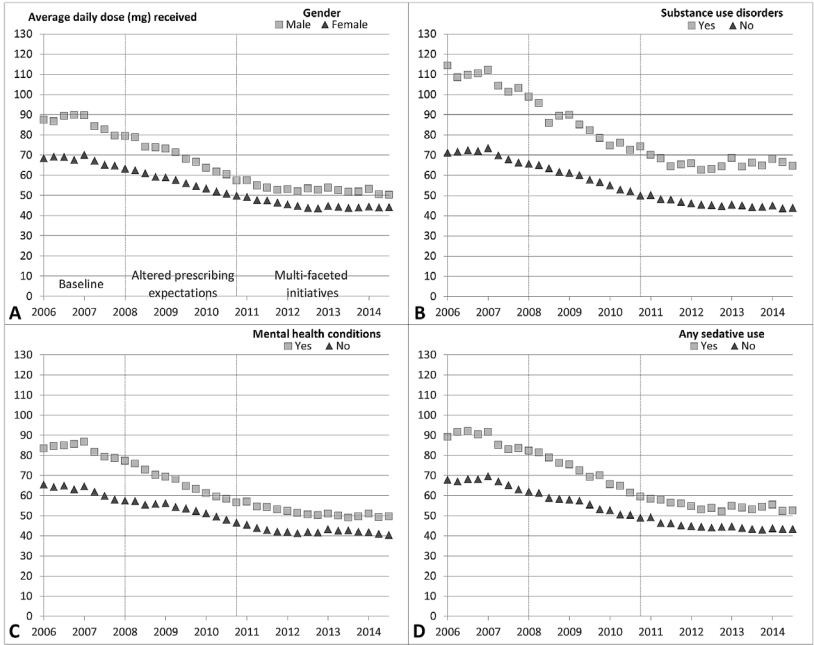 Average daily dose (mg) received
Gender
Male Female
130
120
110
100
90
80
70
60
50
40
30
20
10
0
Baseline
Altered prescribing
expectations
Multi-faceted
initiatives
A
2006 2007 2008 2009 2010 2011 2012 2013 2014
Substance use disorders
Yes No
130
120
110
100
90
80
70
60
50
40
30
20
10
0
B
2006 2007 2008 2009 2010 2011 2012 2013 2014
Mental health conditions
Yes No
130
120
110
100
90
80
70
60
50
40
30
20
10
0
C
2006 2007 2008 2009 2010 2011 2012 2013 2014
Any sedative use
Yes No
130
120
110
100
90
80
70
60
50
40
30
20
10
0
D
2006 2007 2008 2009 2010 2011 2012 2013 2014